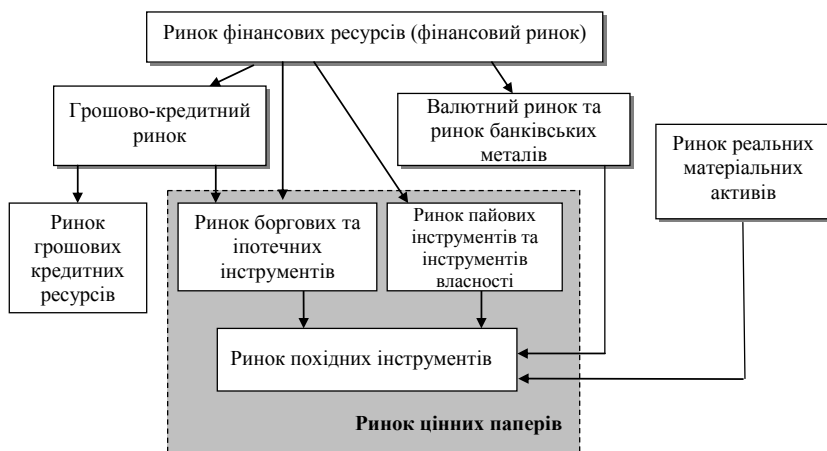 Ринок фінансових ресурсів (фінансовий ринок)
Грошово-кредитний
ринок
Валютний ринок та
ринок банківських
металів
Ринок реальних
матеріальних
активів
Ринок
грошових
кредитних
ресурсів
Ринок боргових та
іпотечних
інструментів
Ринок пайових
інструментів та
інструментів
власності
Ринок похідних інструментів
Ринок цінних паперів